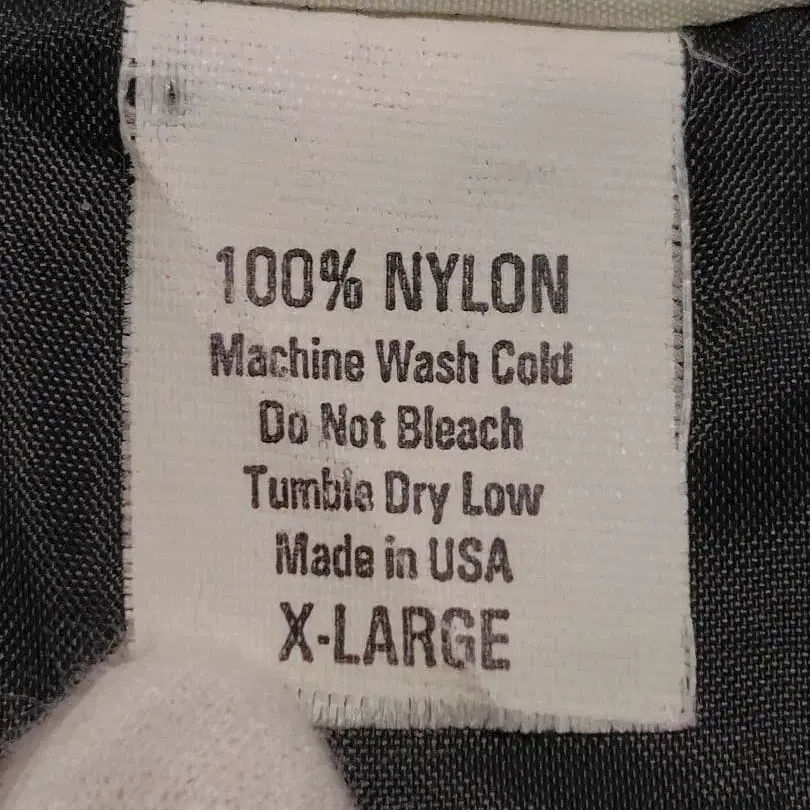 100% NYLON
Machine Wash Cold
Do Not Bleach
Tumble Dry Low
Made in USA
X-LARGE